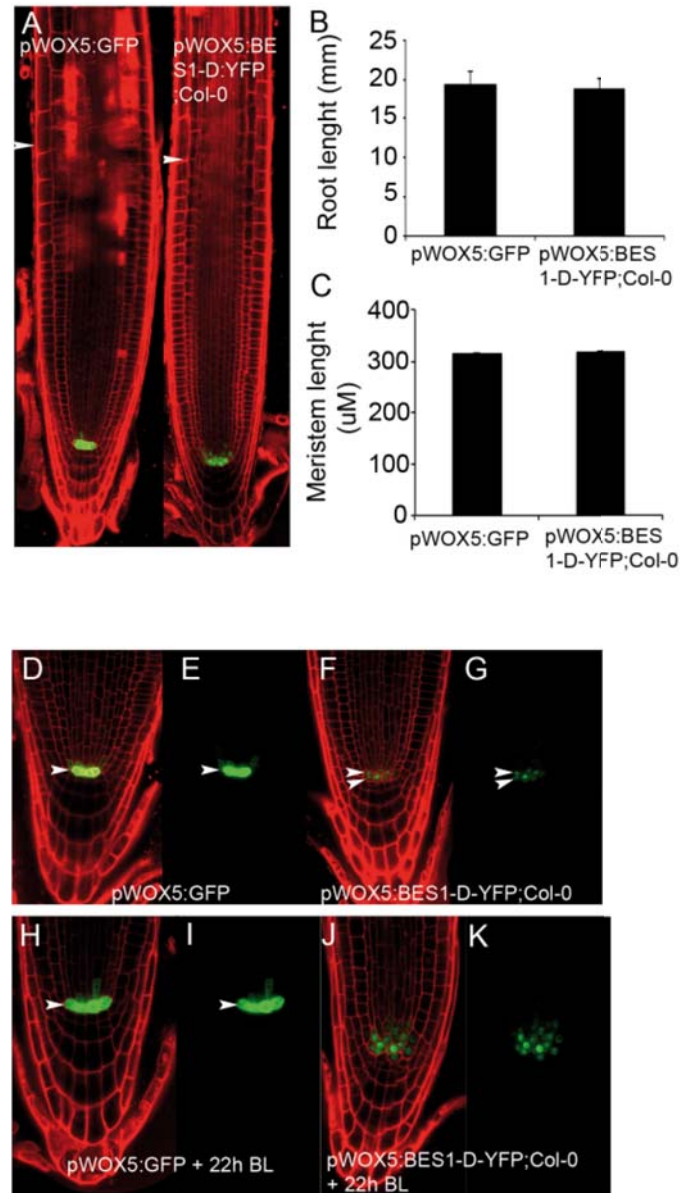 A
pWOX5:GFP
pWOX5:BE
S1-D:YFP
;Col-0
B
Root lenght (mm)
25
20
15
10
5
0
pWOX5:GFP
pWOX5:BES
1-D-YFP;Col-0
C
Meristem lenght
(uM)
400
300
200
100
0
pWOX5:GFP
pWOX5:BES
1-D-YFP;Col-0
D
E
F
G
pWOX5:GFP
pWOX5:BES1-D-YFP;Col-0
H
I
J
K
pWOX5:GFP + 22h BL
pWOX5:BES1-D-YFP;Col-0
+ 22h BL